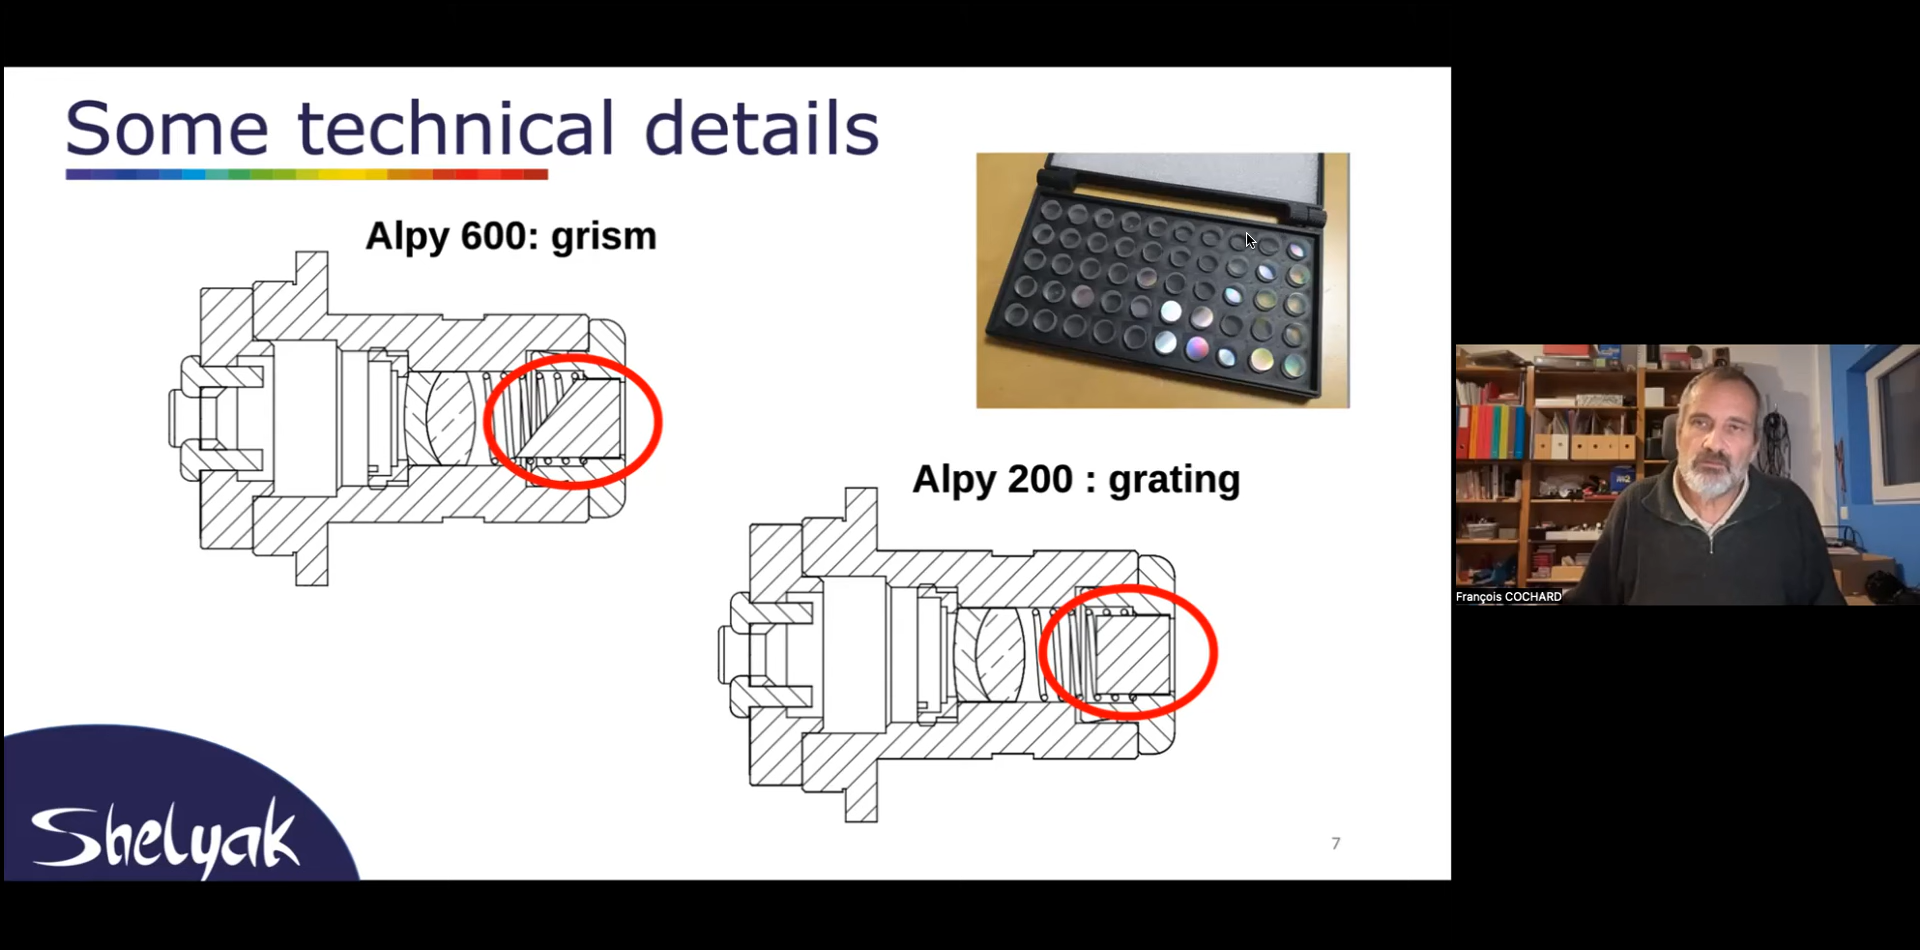 Some technical details
Alpy 600: grism
Alpy 200 : grating
Shelyak
7
François COCHARD